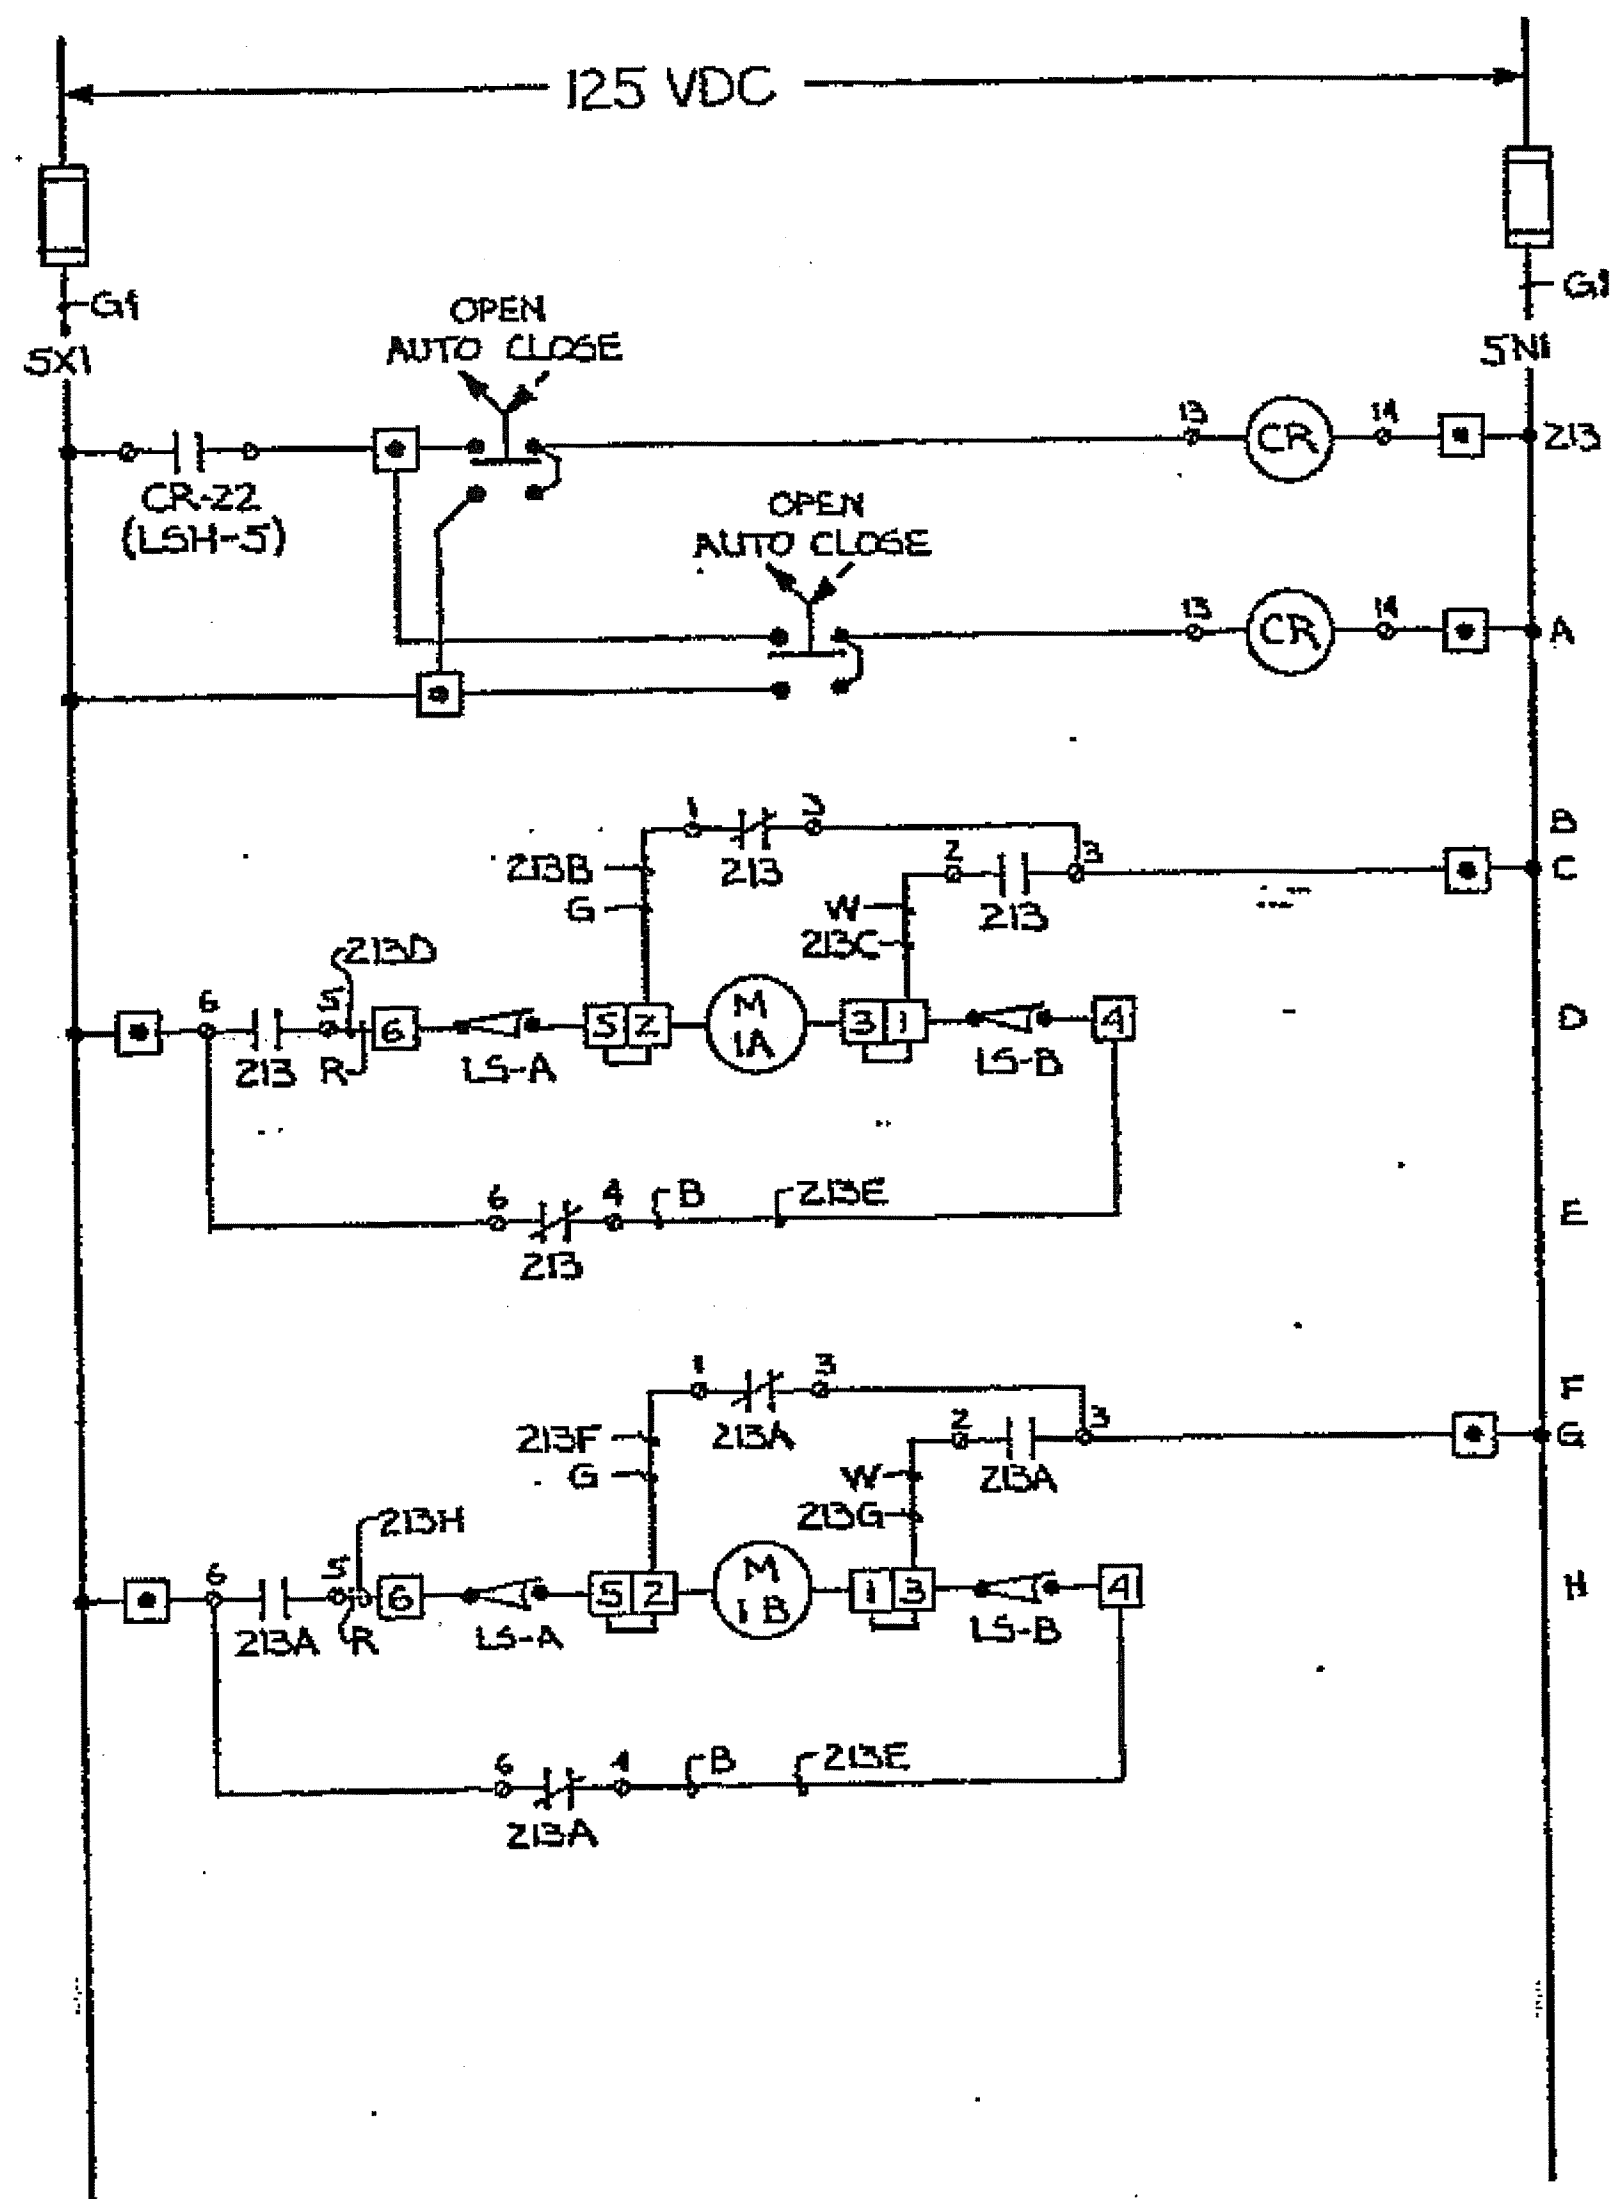 125 VDC
G1
G1
5X1
5N1
OPEN
AUTO CLOSE
13
CR
14
213
CR-22
(LSH-5)
OPEN
AUTO CLOSE
13
CR
14
A
1
3
B
213B
213
2
3
C
G
W
213
213C
213D
6
5
6
5 2
M
1A
3 1
4
D
213
R
LS-A
LS-B
6
4
B
213E
E
213
1
3
F
213F
213A
2
3
G
G
W
213A
213G
213H
6
5
6
5 2
M
1B
1 3
4
H
213A
R
LS-A
LS-B
6
4
B
213E
213A